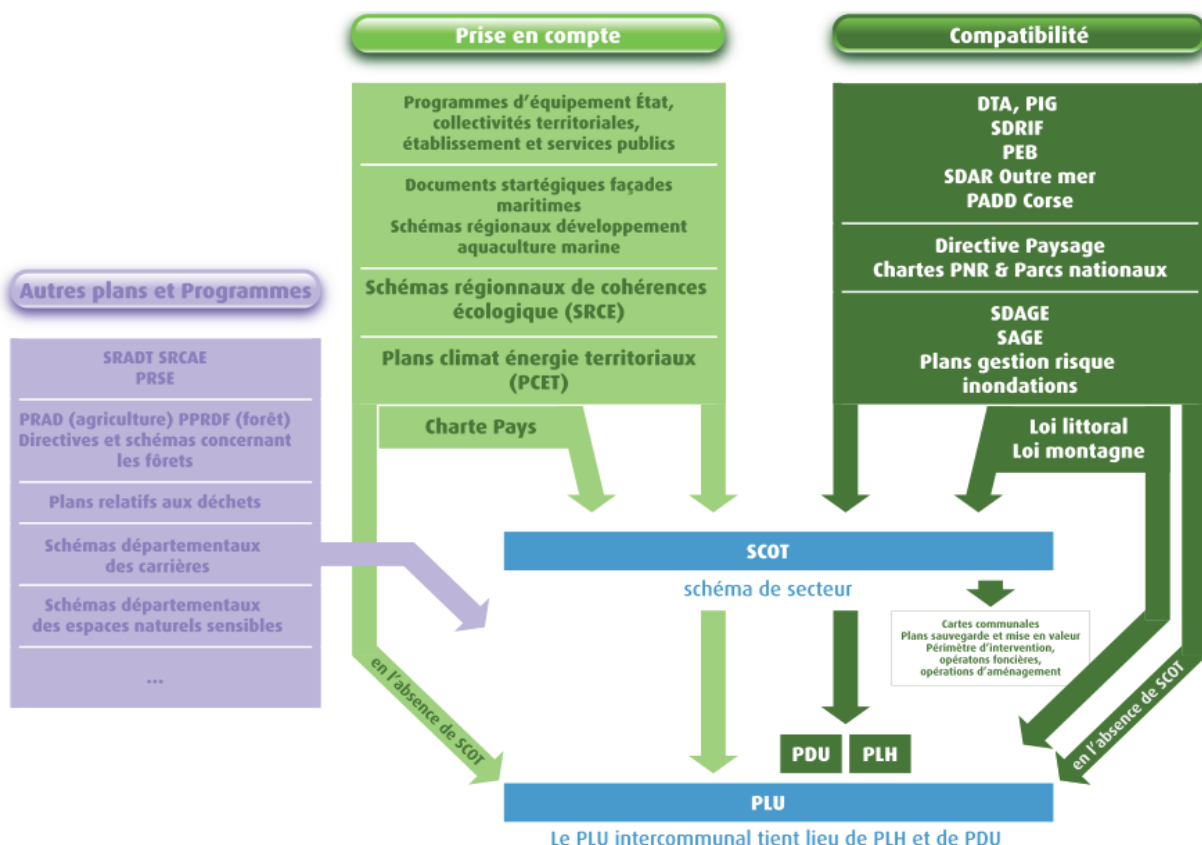 Prise en compte
Programmes d'équipement État,
collectivités territoriales,
établissement et services publics
Documents startégiques façades
maritimes
Schémas régionaux développement
aquaculture marine
Schémas régionnaux de cohérences
écologique (SRCE)
Plans climat énergie territoriaux
(PCET)
Charte Pays
Compatibilité
DTA, PIG
SDRIF
PEB
SDAR Outre mer
PADD Corse
Directive Paysage
Chartes PNR & Parcs nationaux
SDAGE
SAGE
Plans gestion risque
inondations
Loi littoral
Loi montagne
Autres plans et Programmes
SRADT SRCAE
PRSE
PRAD (agriculture) PPRDF (forêt)
Directives et schémas concernant
les fôrets
Plans relatifs aux déchets
Schémas départementaux
des carrières
Schémas départementaux
des espaces naturels sensibles
...
SCOT
schéma de secteur
Cartes communales
Plans sauvegarde et mise en valeur
Périmètre d'intervention,
opératons foncières,
opérations d'aménagement
en l'absence de SCOT
en l'absence de SCOT
PDU
PLH
PLU
Le PLU intercommunal tient lieu de PLH et de PDU